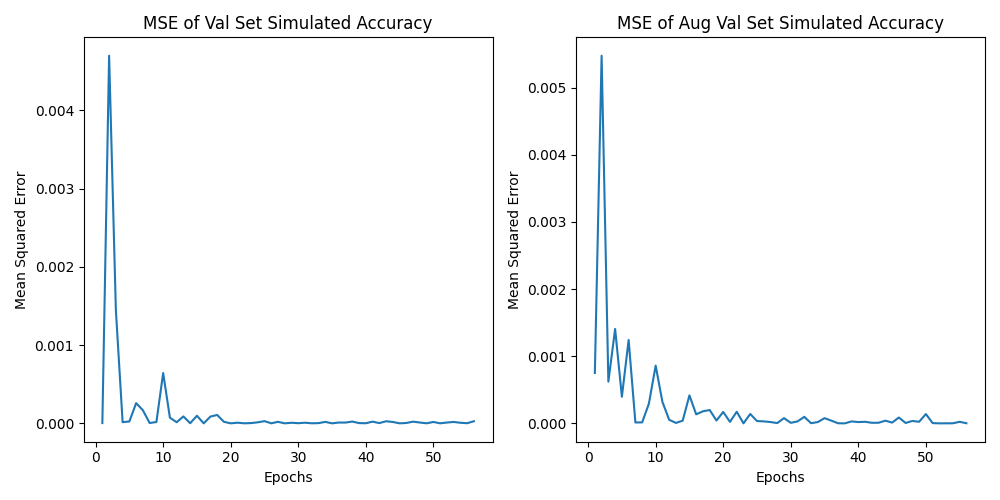 MSE of Val Set Simulated Accuracy
Mean Squared Error
0.004
0.003
0.002
0.001
0.000
0 10 20 30 40 50
Epochs
MSE of Aug Val Set Simulated Accuracy
Mean Squared Error
0.005
0.004
0.003
0.002
0.001
0.000
0 10 20 30 40 50
Epochs